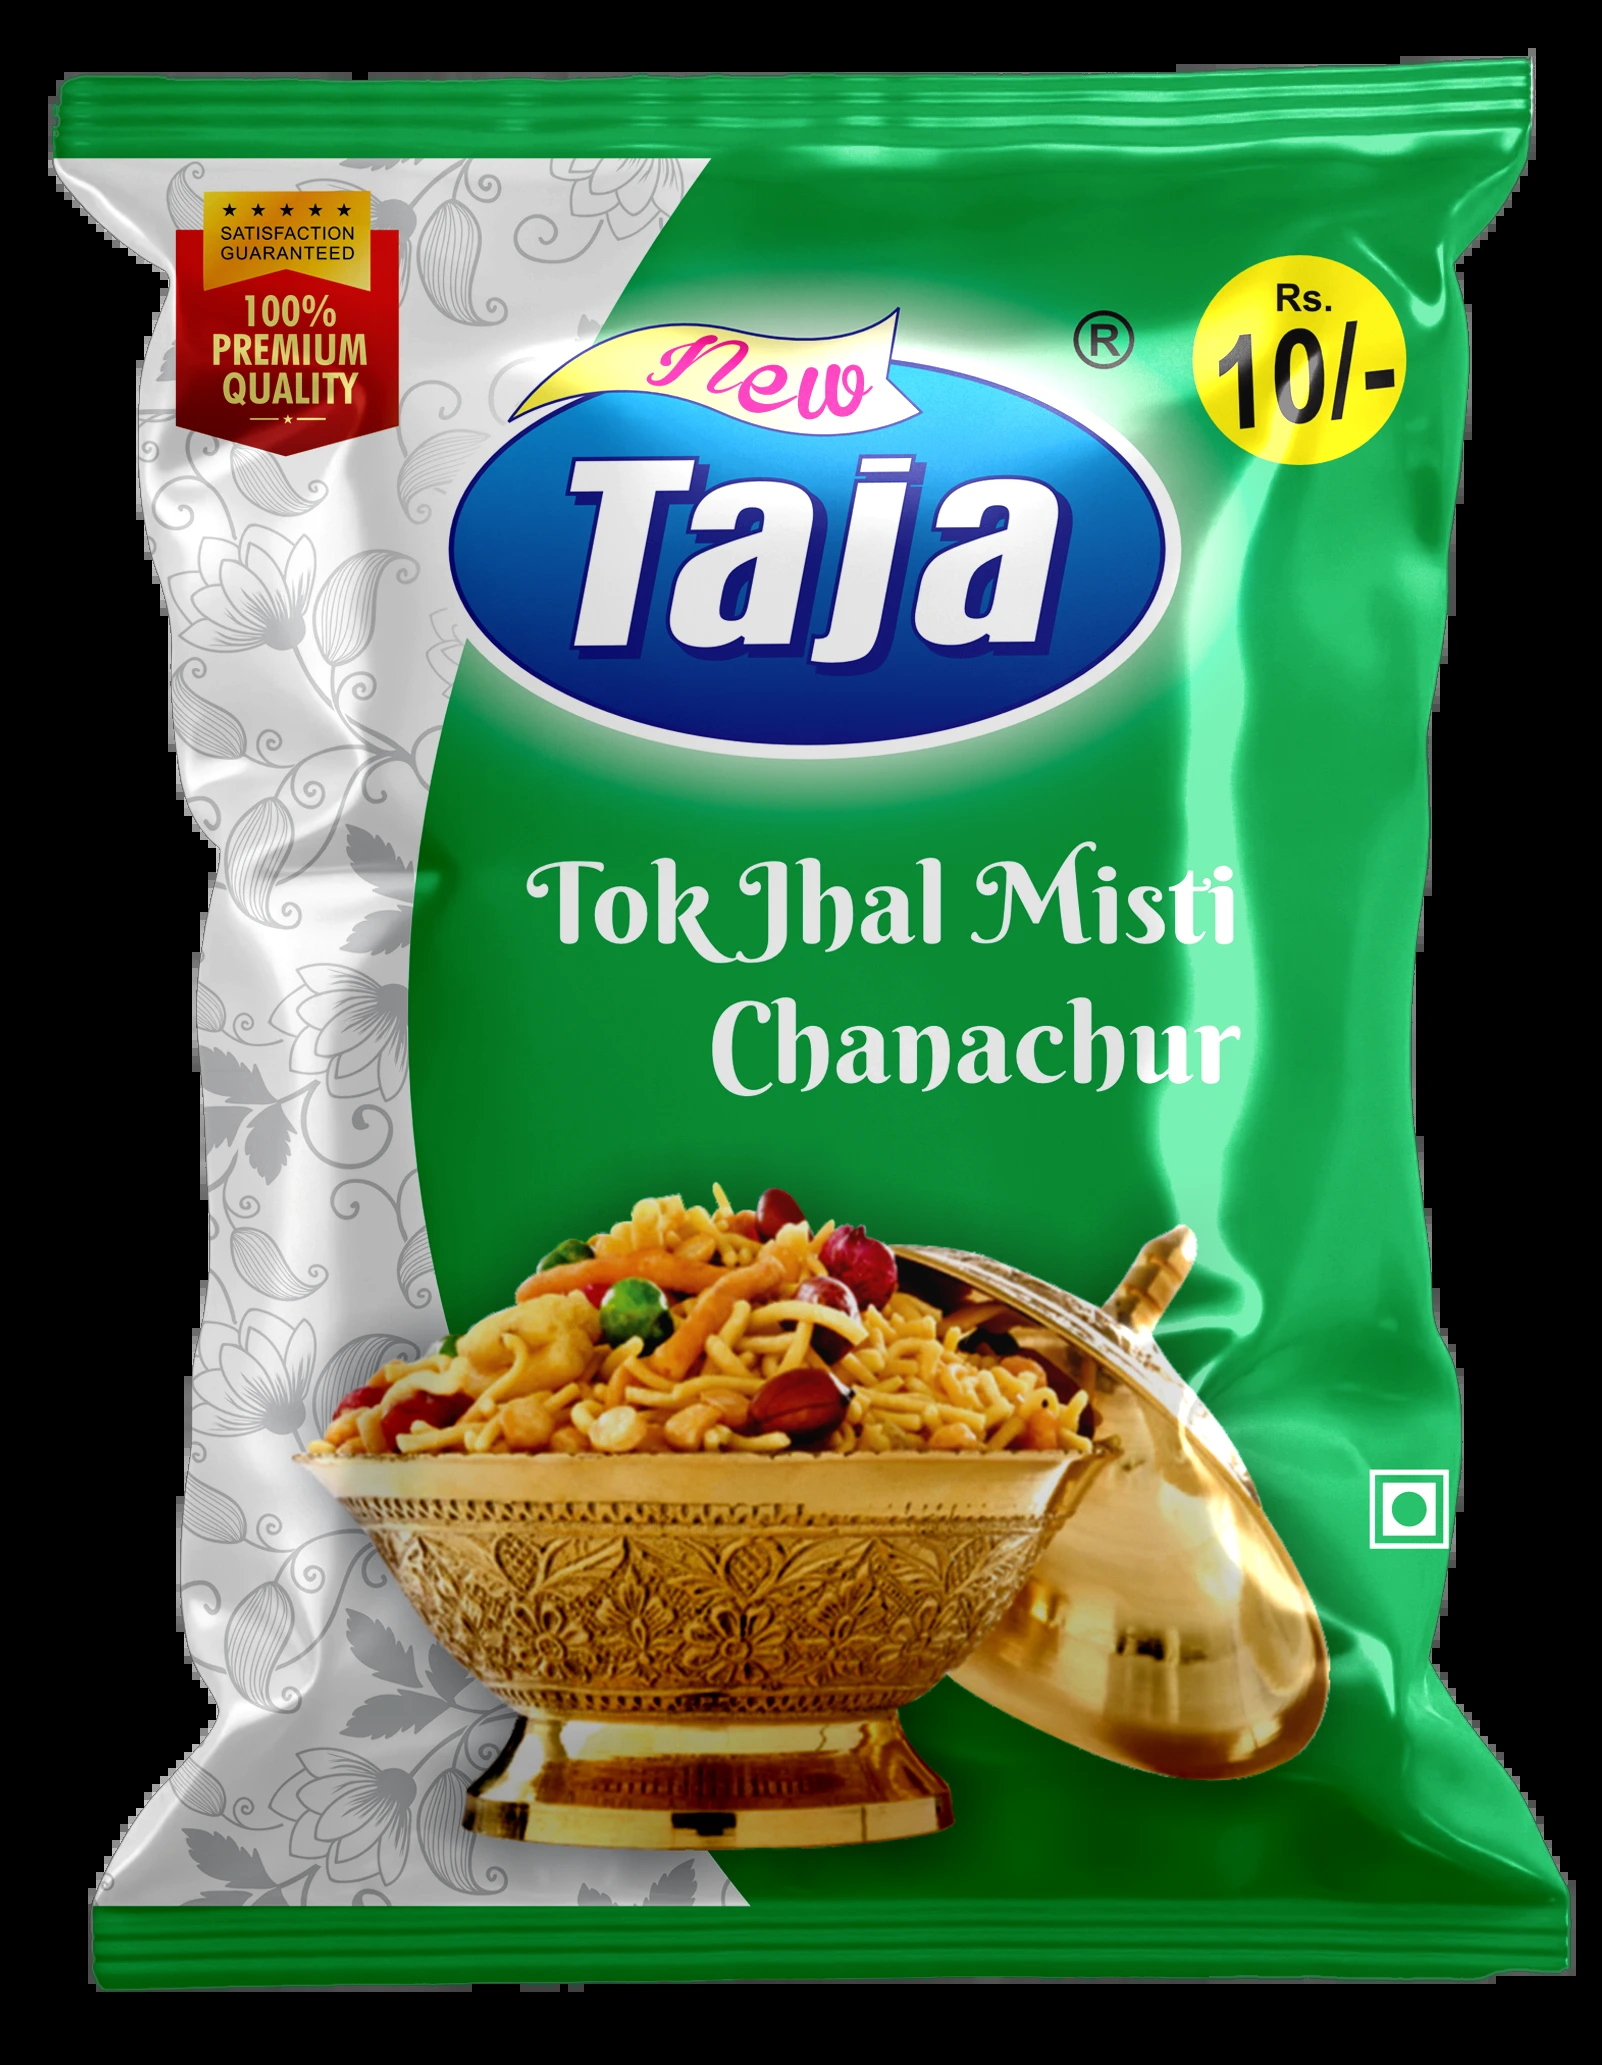 SATISFACTION
GUARANTEED
100%
PREMIUM
QUALITY
New
Taja
®
Rs.
10/-
Tok Jhal Misti
Chanachur